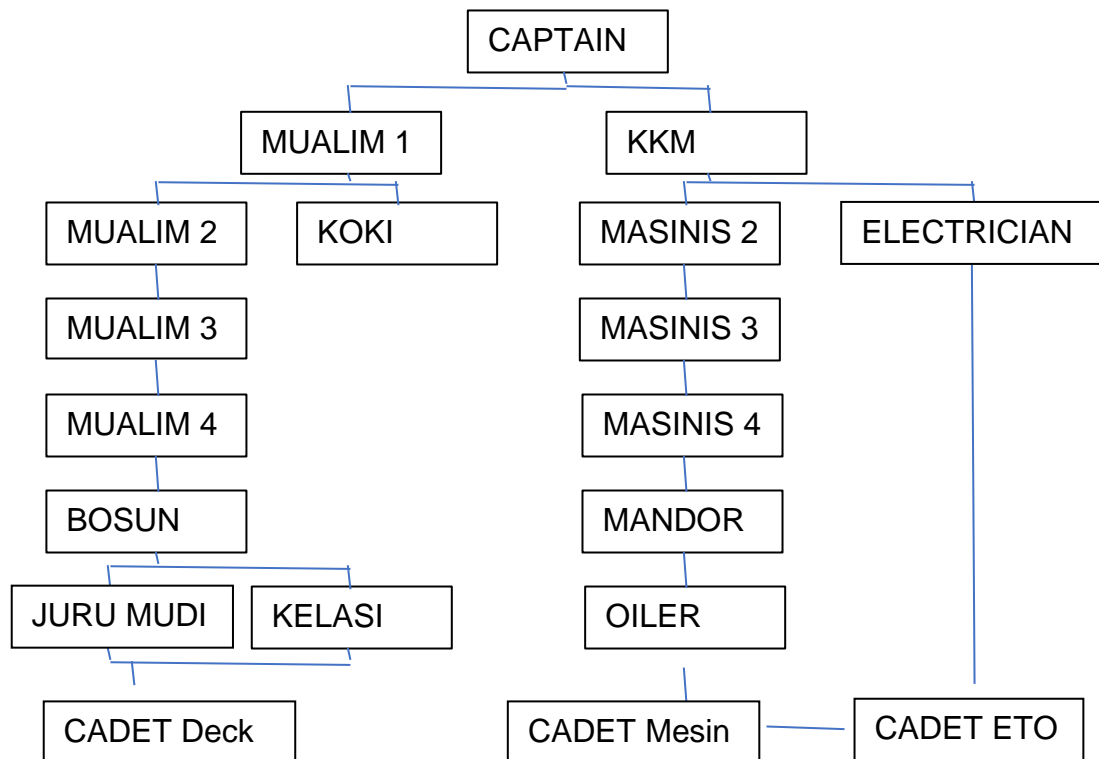 CAPTAIN
MUALIM 1
KKM
MUALIM 2
KOKI
MASINIS 2
ELECTRICIAN
MUALIM 3
MASINIS 3
MUALIM 4
MASINIS 4
BOSUN
MANDOR
JURU MUDI
KELASI
OILER
CADET Deck
CADET Mesin
CADET ETO